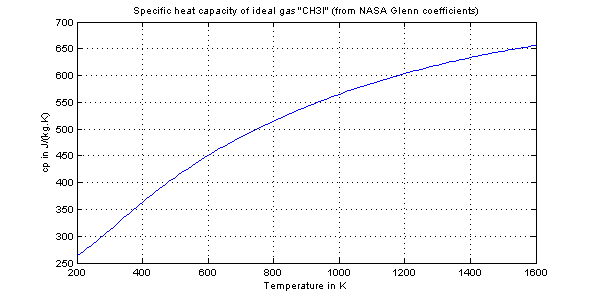 Specific heat capacity of ideal gas "CH3I" (from NASA Glenn coefficients)
700
650
600
550
500
450
400
350
300
250
cp in J/(kg.K)
200 400 600 800 1000 1200 1400 1600
Temperature in K